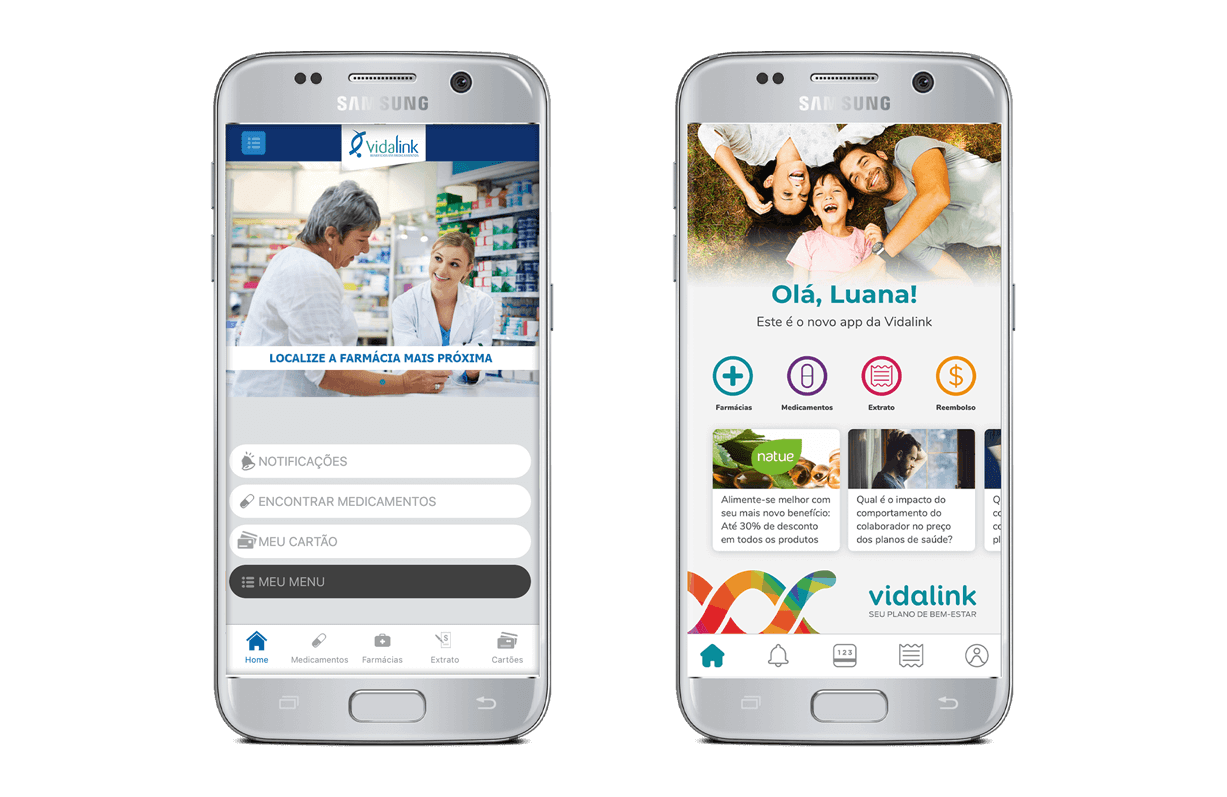 SAMSUNG
Vidalink
LOCALIZE A FARMÁCIA MAIS PRÓXIMA
NOTIFICAÇÕES
ENCONTRAR MEDICAMENTOS
MEU CARTÃO
MEU MENU
Home
Medicamentos
Farmácias
Extrato
Cartões
SAMSUNG
Olá, Luana!
Este é o novo app da Vidalink
Farmácias
Medicamentos
Extrato
Reembolso
natue
Alimente-se melhor com
seu mais novo benefício:
Até 30% de desconto
em todos os produtos
Qual é o impacto do
comportamento do
colaborador no preço
dos planos de saúde?
vidalink
SEU PLANO DE BEM-ESTAR
123